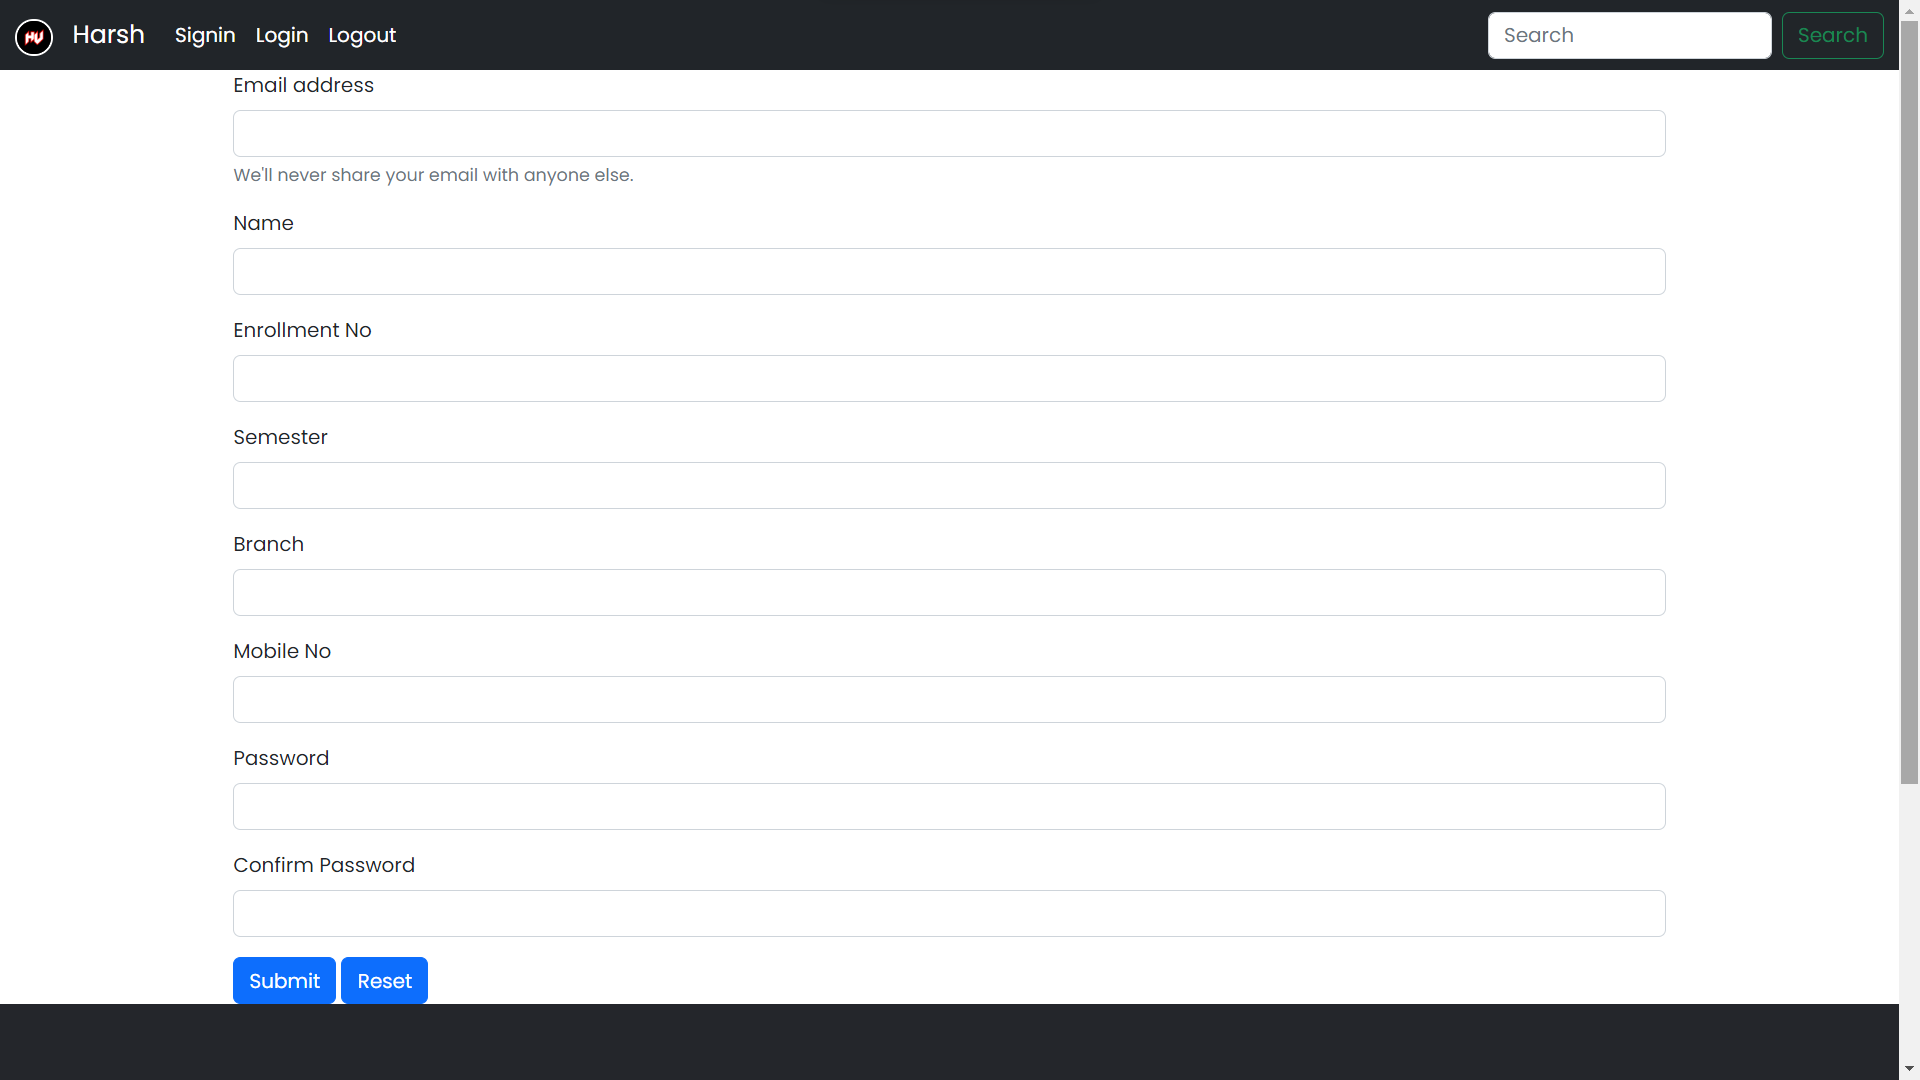 HV
Harsh
Signin
Login
Logout
Search
Search
Email address
We'll never share your email with anyone else.
Name
Enrollment No
Semester
Branch
Mobile No
Password
Confirm Password
Submit
Reset